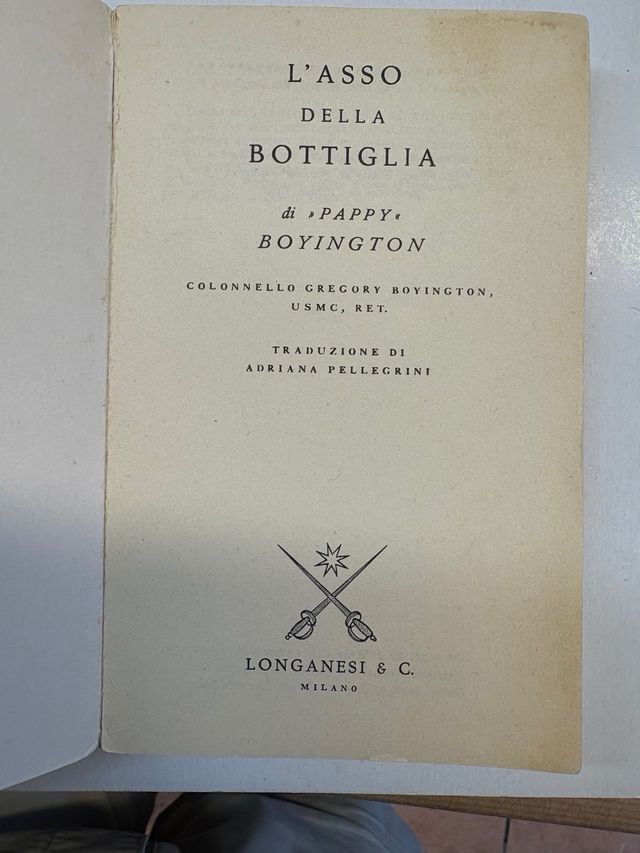 L'ASSO
DELLA
BOTTIGLIA
di »PAPPY«
BOYINGTON
COLONNELLO GREGORY BOYINGTON,
USMC, RET.
TRADUZIONE DI
ADRIANA PELLEGRINI
LONGANESI & C.
MILANO